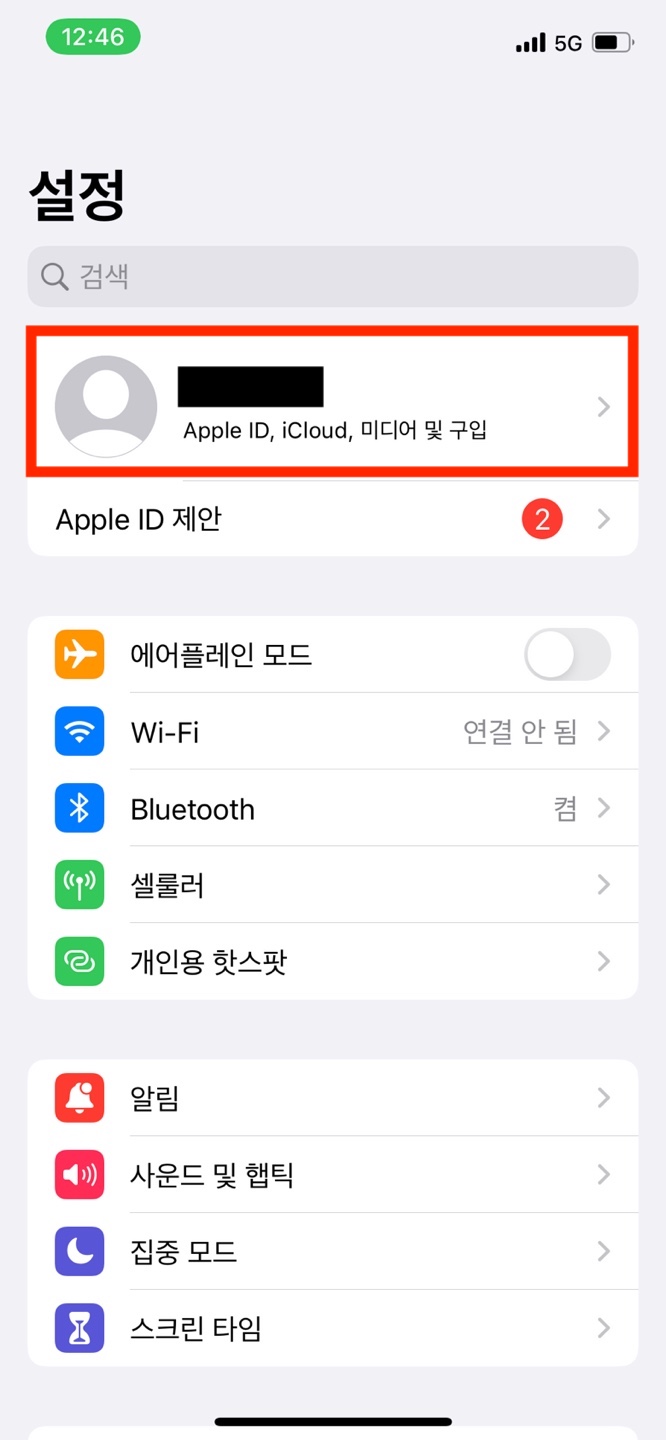 12:46
5G
설정
검색
Apple ID, iCloud, 미디어 및 구입
Apple ID 제안
2
에어플레인 모드
Wi-Fi
연결 안 됨
Bluetooth
켬
셀룰러
개인용 핫스팟
알림
사운드 및 햅틱
집중 모드
스크린 타임